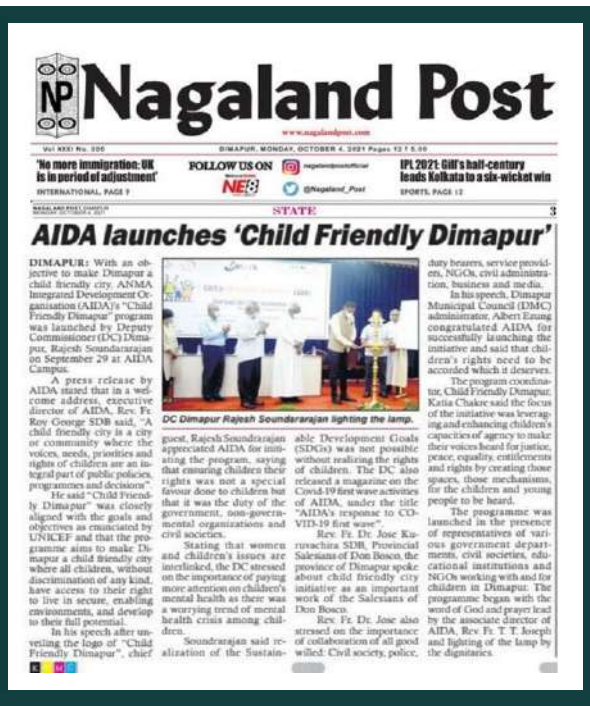 NP
Nagaland Post
www.nagalandpost.com
Vol XXXI No. 300
DIMAPUR, MONDAY, OCTOBER 4, 2021 Pages 12 ₹ 5.00
'No more immigration: UK
is in period of adjustment'
INTERNATIONAL, PAGE 7
FOLLOW US ON
nagalandpostofficial
@Nagaland_Post
IPL 2021: Gill's half-century
leads Kolkata to a six-wicket win
SPORTS, PAGE 12
NAGALAND POST, DIMAPUR
MONDAY, OCTOBER 4, 2021
STATE
3
AIDA launches 'Child Friendly Dimapur'
DIMAPUR: With an ob-
jective to make Dimapur a
child friendly city, ANMA
Integrated Development Or-
ganisation (AIDA)'s "Child
Friendly Dimapur" program
was launched by Deputy
Commissioner (DC) Dima-
pur, Rajesh Soundararajan
on September 29 at AIDA
Campus.
A press release by
AIDA stated that in a wel-
come address, executive
director of AIDA, Rev. Fr.
Roy George SDB said, "A
child friendly city is a city
or community where the
voices, needs, priorities and
rights of children are an in-
tegral part of public policies,
programmes and decisions".
He said "Child Friend-
ly Dimapur" was closely
aligned with the goals and
objectives as enunciated by
UNICEF and that the pro-
gramme aims to make Di-
mapur a child friendly city
where all children, without
discrimination of any kind,
have access to their right
to live in secure, enabling
environments, and develop
to their full potential.
In his speech after un-
veiling the logo of "Child
Friendly Dimapur", chief
DC Dimapur Rajesh Soundararajan lighting the lamp.
guest, Rajesh Soundrarajan
appreciated AIDA for initi-
ating the program, saying
that ensuring children their
rights was not a special
favour done to children but
that it was the duty of the
government, non-govern-
mental organizations and
civil societies.
Stating that women
and children's issues are
interlinked, the DC stressed
on the importance of paying
more attention on children's
mental health as there was
a worrying trend of mental
health crisis among chil-
dren.
Soundrarajan said re-
alization of the Sustain-
able Development Goals
(SDGs) was not possible
without realizing the rights
of children. The DC also
released a magazine on the
Covid-19 first wave activities
of AIDA, under the title
"AIDA's response to CO-
VID-19 first wave".
Rev. Fr. Dr. Jose Ku-
ruvachira SDB, Provincial
Salesians of Don Bosco, the
province of Dimapur spoke
about child friendly city
initiative as an important
work of the Salesians of
Don Bosco.
Rev. Fr. Dr. Jose also
stressed on the importance
of collaboration of all good
willed: Civil society, police,
duty bearers, service provid-
ers, NGOs, civil administra-
tion, business and media.
In his speech, Dimapur
Municipal Council (DMC)
administrator, Albert Ezung
congratulated AIDA for
successfully launching the
initiative and said that chil-
dren's rights need to be
accorded which it deserves.
The program coordina-
tor, Child Friendly Dimapur,
Katia Chakre said the focus
of the initiative was leverag-
ing and enhancing children's
capacities of agency to make
their voices heard for justice,
peace, equality, entitlements
and rights by creating those
spaces, those mechanisms,
for the children and young
people to be heard.
The programme was
launched in the presence
of representatives of vari-
ous government depart-
ments, civil societies, edu-
cational institutions and
NGOs working with and for
children in Dimapur. The
programme began with the
word of God and prayer lead
by the associate director of
AIDA, Rev Fr. T. T. Joseph
and lighting of the lamp by
the dignitaries.
K
M
C